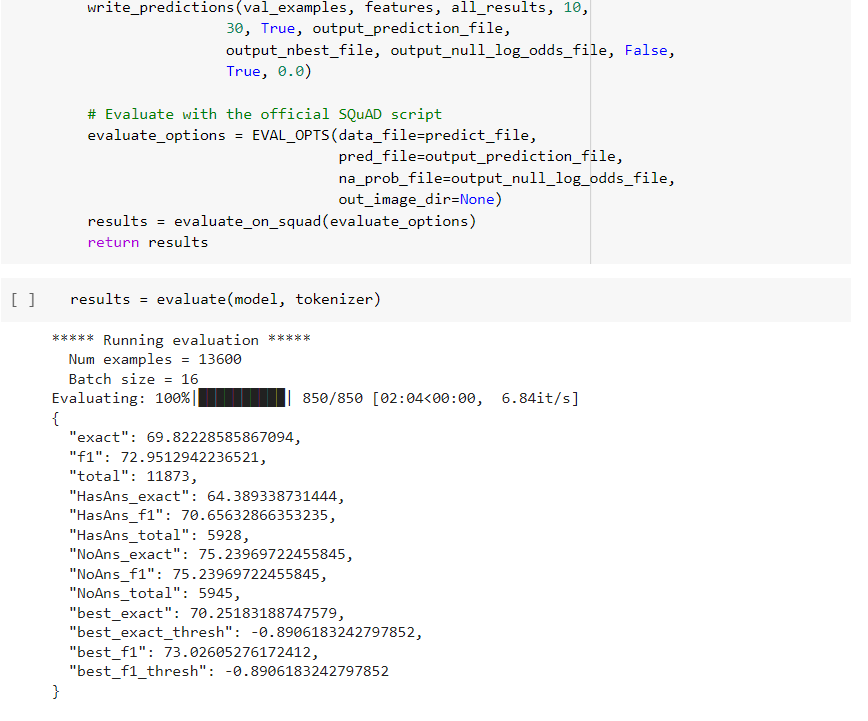 write_predictions(val_examples, features, all_results, 10,
30, True, output_prediction_file,
output_nbest_file, output_null_log_odds_file, False,
True, 0.0)
# Evaluate with the official SQuAD script
evaluate_options = EVAL_OPTS(data_file=predict_file,
pred_file=output_prediction_file,
na_prob_file=output_null_log_odds_file,
out_image_dir=None)
results = evaluate_on_squad(evaluate_options)
return results
[ ] results = evaluate(model, tokenizer)
***** Running evaluation *****
Num examples = 13600
Batch size = 16
Evaluating: 100%|██████████| 850/850 [02:04<00:00, 6.84it/s]
{
"exact": 69.82228585867094,
"f1": 72.9512942236521,
"total": 11873,
"HasAns_exact": 64.389338731444,
"HasAns_f1": 70.65632866353235,
"HasAns_total": 5928,
"NoAns_exact": 75.23969722455845,
"NoAns_f1": 75.23969722455845,
"NoAns_total": 5945,
"best_exact": 70.25183188747579,
"best_exact_thresh": -0.8906183242797852,
"best_f1": 73.02605276172412,
"best_f1_thresh": -0.8906183242797852
}